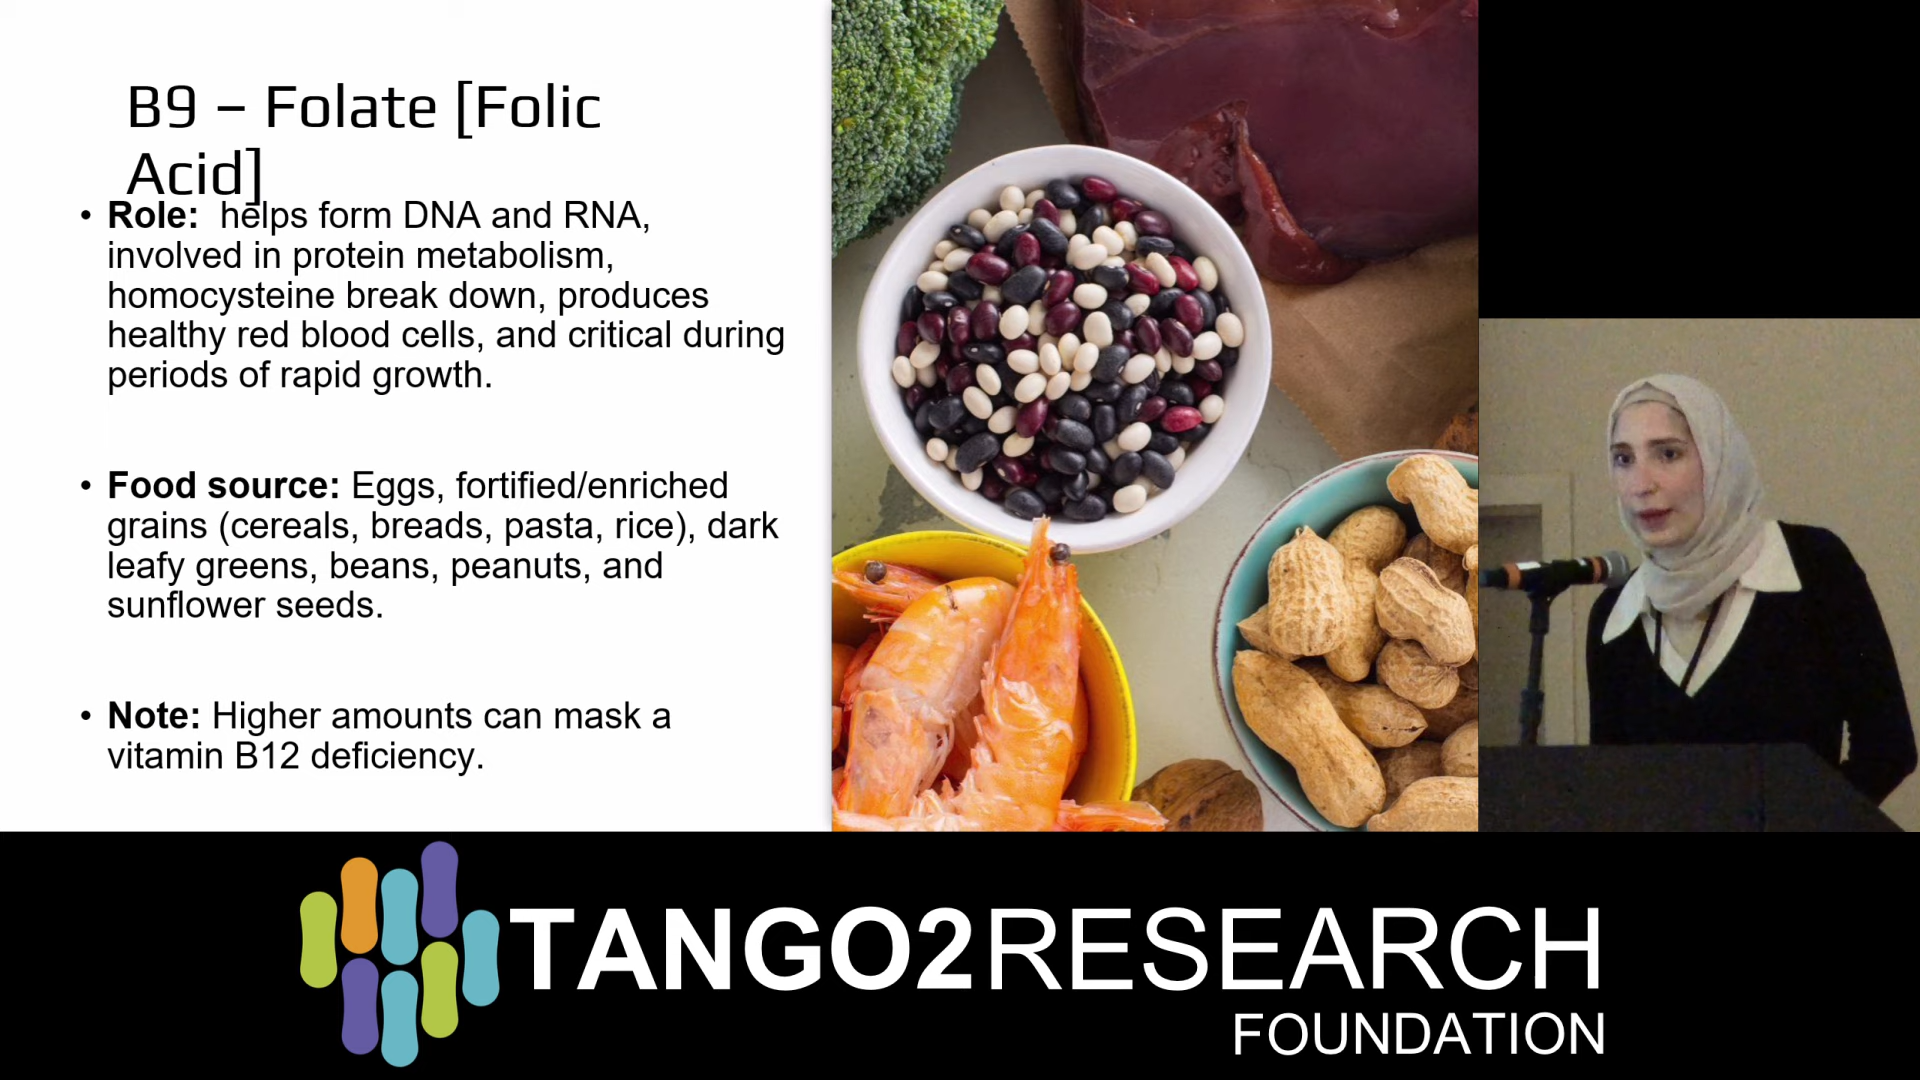 B9 – Folate [Folic
Acid]
• Role:  helps form DNA and RNA,
involved in protein metabolism,
homocysteine break down, produces
healthy red blood cells, and critical during
periods of rapid growth.
• Food source: Eggs, fortified/enriched
grains (cereals, breads, pasta, rice), dark
leafy greens, beans, peanuts, and
sunflower seeds.
• Note: Higher amounts can mask a
vitamin B12 deficiency.
TANGO2RESEARCH
FOUNDATION